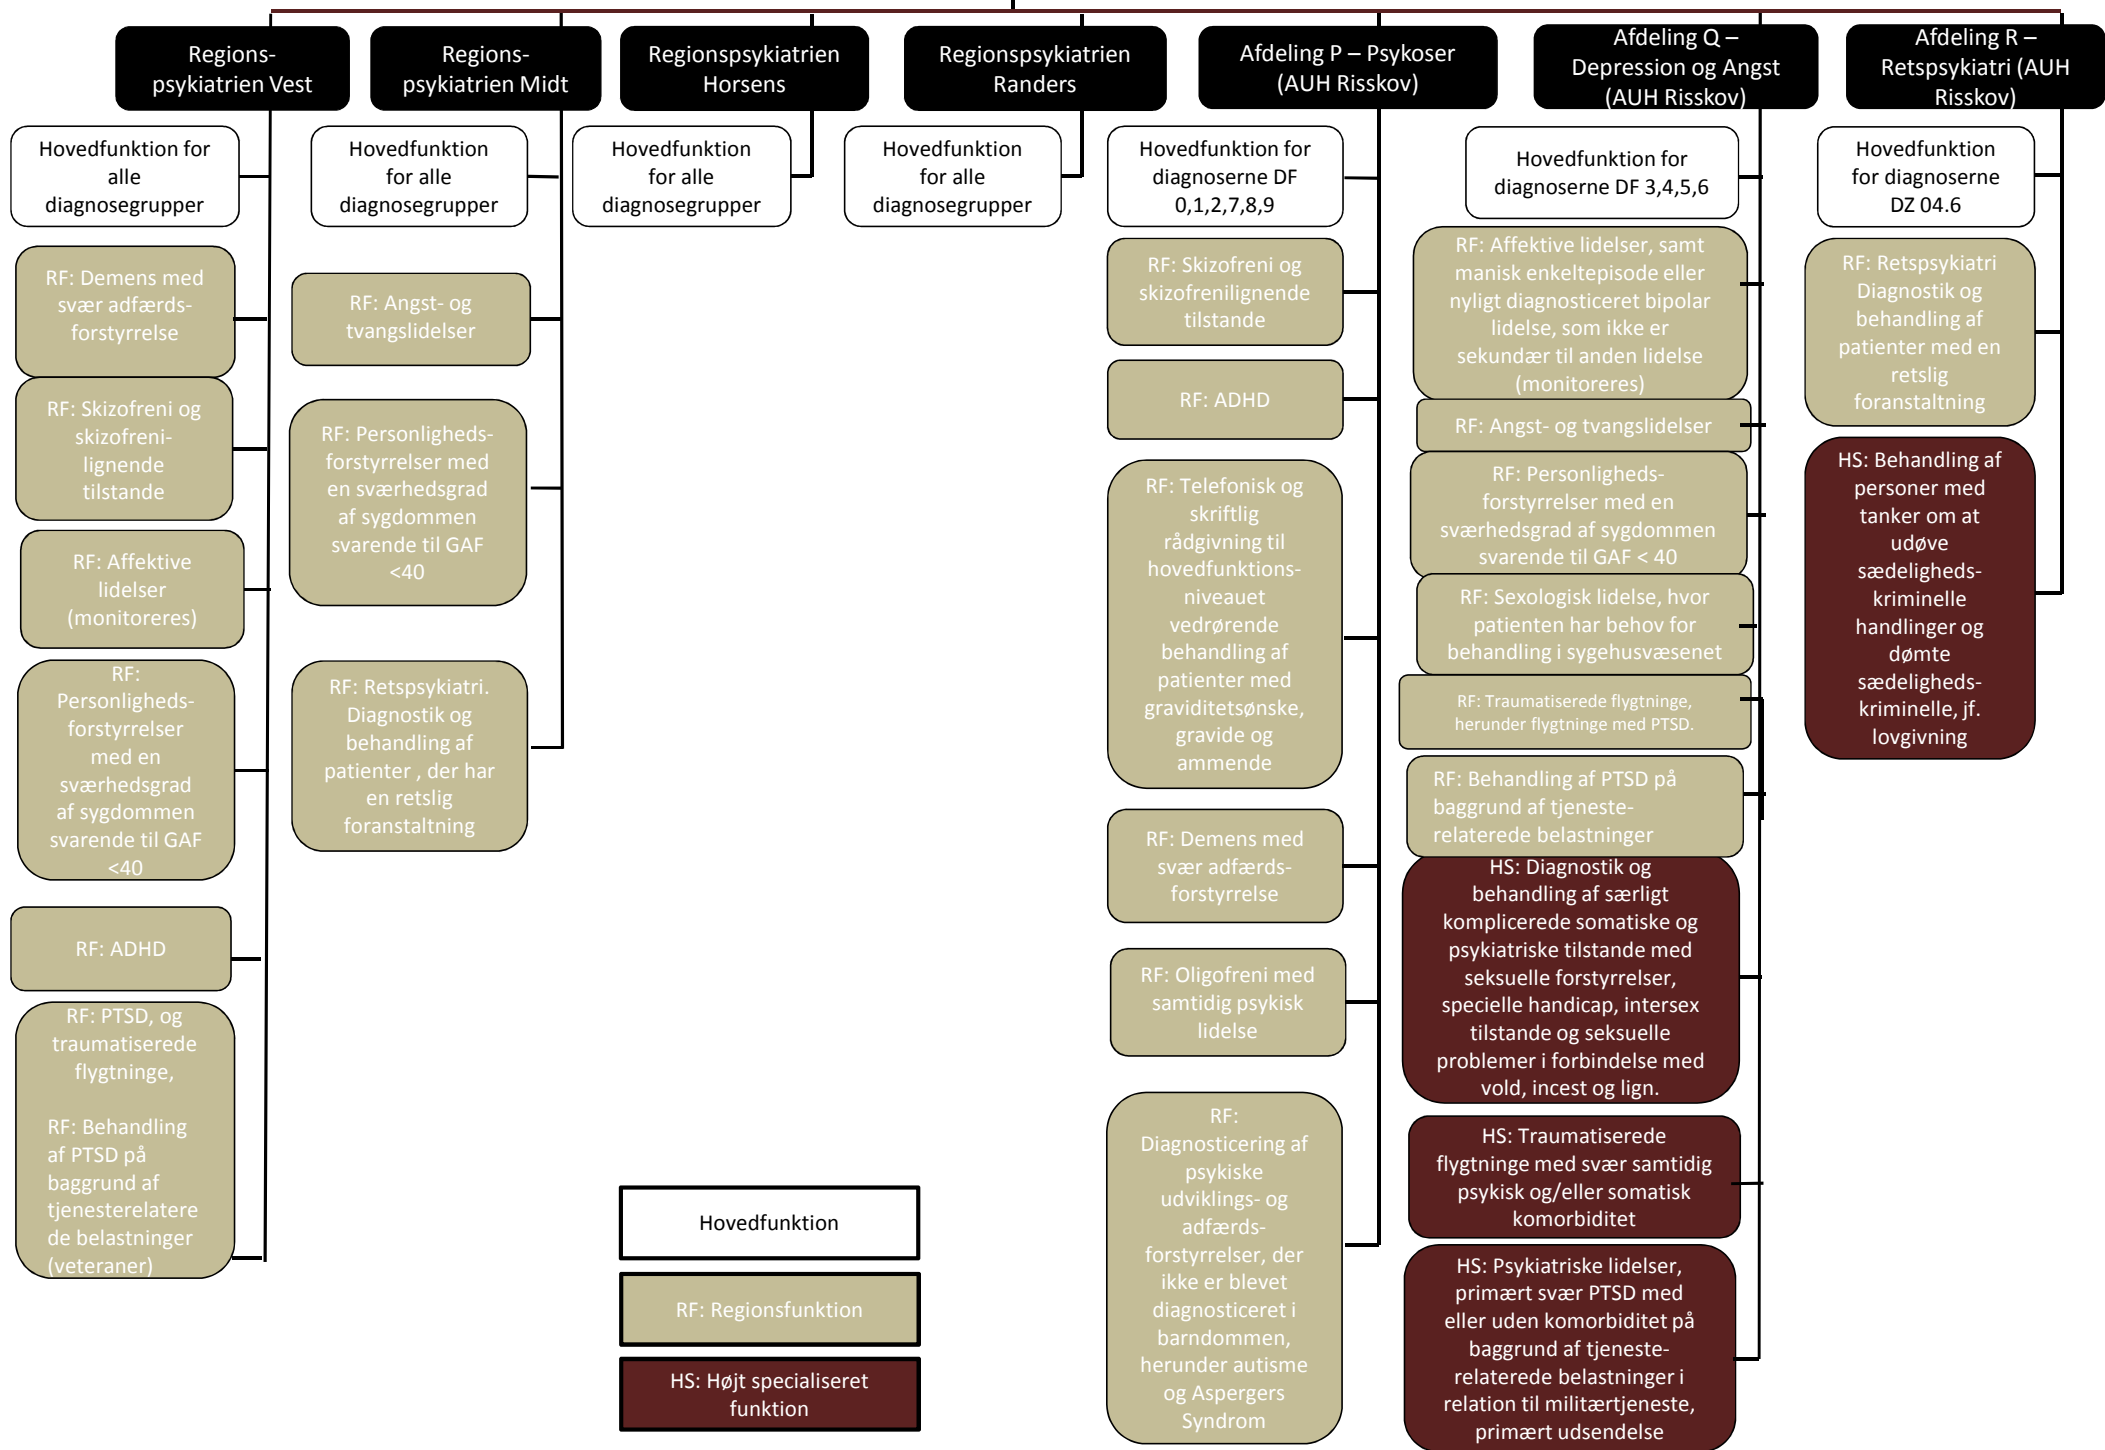 Regions-
psykiatrien Vest
Hovedfunktion for
alle
diagnosegrupper
RF: Demens med
svær adfærds-
forstyrrelse
RF: Skizofreni og
skizofreni-
lignende
tilstande
RF: Affektive
lidelser
(monitoreres)
RF:
Personligheds-
forstyrrelser
med en
sværhedsgrad
af sygdommen
svarende til GAF
<40
RF: ADHD
RF: PTSD, og
traumatiserede
flygtninge,
RF: Behandling
af PTSD på
baggrund af
tjenesterelatere
de belastninger
(veteraner)
Regions-
psykiatrien Midt
Hovedfunktion
for alle
diagnosegrupper
RF: Angst- og
tvangslidelser
RF: Personligheds-
forstyrrelser med
en sværhedsgrad
af sygdommen
svarende til GAF
<40
RF: Retspsykiatri.
Diagnostik og
behandling af
patienter , der har
en retslig
foranstaltning
Regionspsykiatrien
Horsens
Hovedfunktion
for alle
diagnosegrupper
Regionspsykiatrien
Randers
Hovedfunktion
for alle
diagnosegrupper
Afdeling P – Psykoser
(AUH Risskov)
Hovedfunktion for
diagnoserne DF
0,1,2,7,8,9
RF: Skizofreni og
skizofrenilignende
tilstande
RF: ADHD
RF: Telefonisk og
skriftlig
rådgivning til
hovedfunktions-
niveauet
vedrørende
behandling af
patienter med
graviditetsønske,
gravide og
ammende
RF: Demens med
svær adfærds-
forstyrrelse
RF: Oligofreni med
samtidig psykisk
lidelse
RF:
Diagnosticering af
psykiske
udviklings- og
adfærds-
forstyrrelser, der
ikke er blevet
diagnosticeret i
barndommen,
herunder autisme
og Aspergers
Syndrom
Afdeling Q –
Depression og Angst
(AUH Risskov)
Hovedfunktion for
diagnoserne DF 3,4,5,6
RF: Affektive lidelser, samt
manisk enkeltepisode eller
nyligt diagnosticeret bipolar
lidelse, som ikke er
sekundær til anden lidelse
(monitoreres)
RF: Angst- og tvangslidelser
RF: Personligheds-
forstyrrelser med en
sværhedsgrad af sygdommen
svarende til GAF < 40
RF: Sexologisk lidelse, hvor
patienten har behov for
behandling i sygehusvæsenet
RF: Traumatiserede flygtninge,
herunder flygtninge med PTSD.
RF: Behandling af PTSD på
baggrund af tjeneste-
relaterede belastninger
HS: Diagnostik og
behandling af særligt
komplicerede somatiske og
psykiatriske tilstande med
seksuelle forstyrrelser,
specielle handicap, intersex
tilstande og seksuelle
problemer i forbindelse med
vold, incest og lign.
HS: Traumatiserede
flygtninge med svær samtidig
psykisk og/eller somatisk
komorbiditet
HS: Psykiatriske lidelser,
primært svær PTSD med
eller uden komorbiditet på
baggrund af tjeneste-
relaterede belastninger i
relation til militærtjeneste,
primært udsendelse
Afdeling R –
Retspsykiatri (AUH
Risskov)
Hovedfunktion
for diagnoserne
DZ 04.6
RF: Retspsykiatri
Diagnostik og
behandling af
patienter med en
retslig
foranstaltning
HS: Behandling af
personer med
tanker om at
udøve
sædeligheds-
kriminelle
handlinger og
dømte
sædeligheds-
kriminelle, jf.
lovgivning
Hovedfunktion
RF: Regionsfunktion
HS: Højt specialiseret
funktion